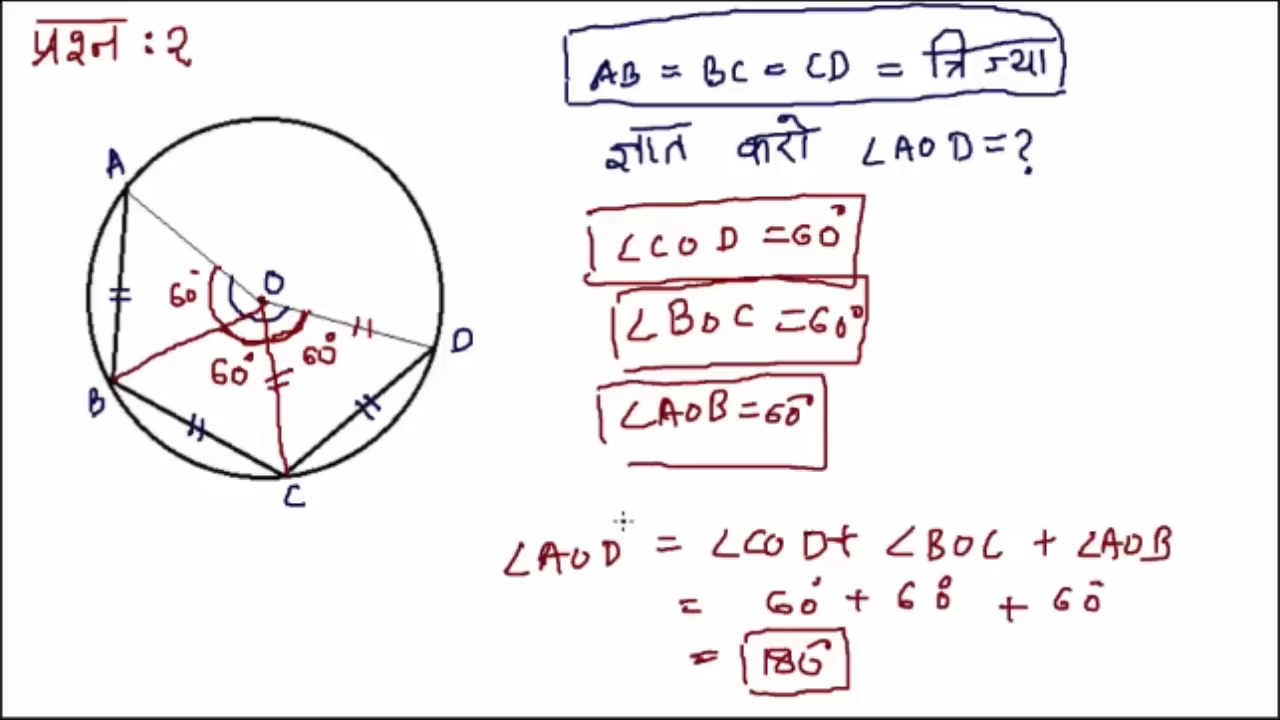 प्रश्न : २
AB = BC = CD = त्रिज्या
ज्ञात करो ∠AOD = ?
∠COD = 60°
∠BOC = 60°
∠AOB = 60°
A
O
60°
60°
60°
D
B
C
∠AOD = ∠COD + ∠BOC + ∠AOB
= 60° + 60° + 60°
= 180°